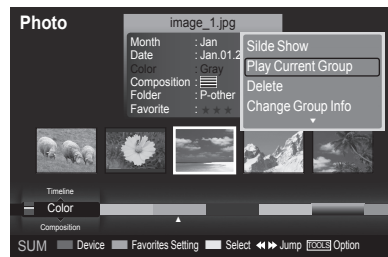 Photo
image_1.jpg
Month : Jan
Date : Jan.01.2
Color : Gray
Composition :
Folder : P-other
Favorite : ★ ★ ★
Silde Show
Play Current Group
Delete
Change Group Info
Timeline
Color
Composition
SUM Device Favorites Setting Select Jump TOOLS Option